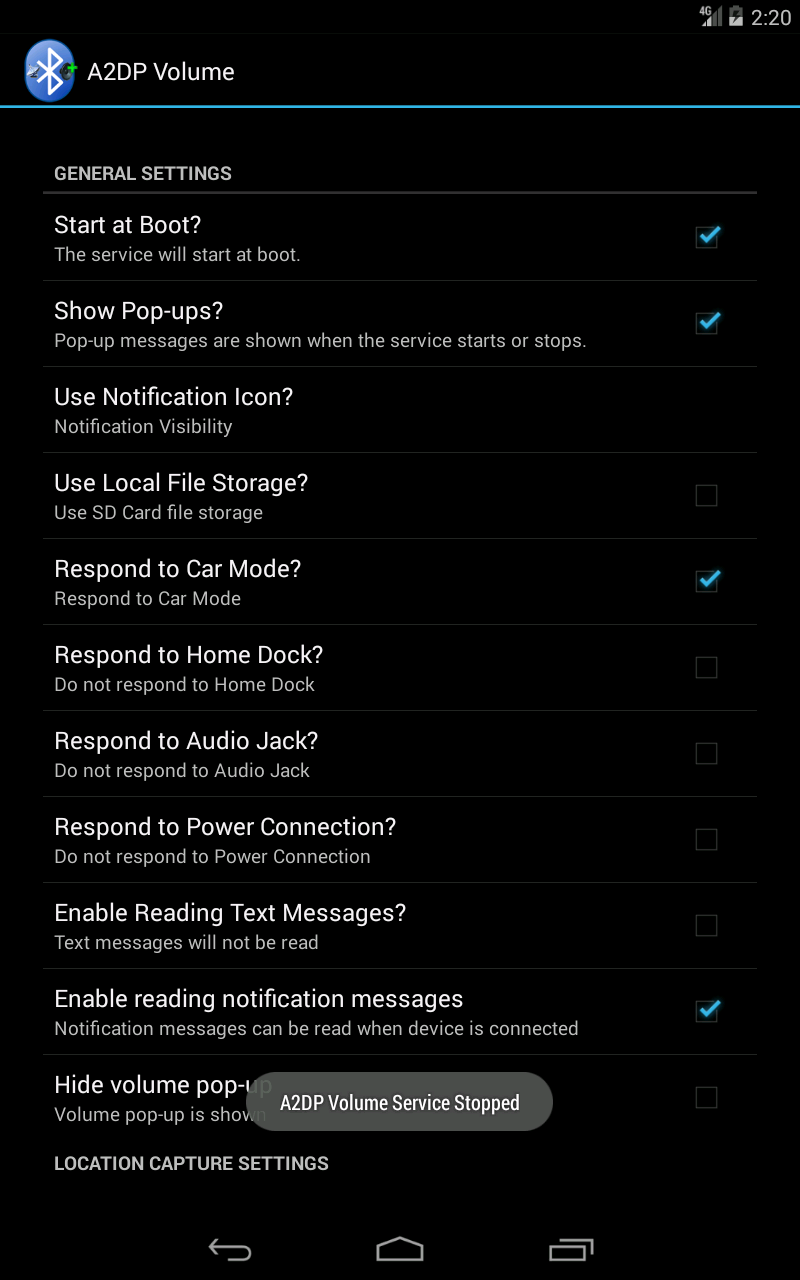 4G 2:20
A2DP Volume
GENERAL SETTINGS
Start at Boot?
The service will start at boot.
Show Pop-ups?
Pop-up messages are shown when the service starts or stops.
Use Notification Icon?
Notification Visibility
Use Local File Storage?
Use SD Card file storage
Respond to Car Mode?
Respond to Car Mode
Respond to Home Dock?
Do not respond to Home Dock
Respond to Audio Jack?
Do not respond to Audio Jack
Respond to Power Connection?
Do not respond to Power Connection
Enable Reading Text Messages?
Text messages will not be read
Enable reading notification messages
Notification messages can be read when device is connected
Hide volume pop-up
Volume pop-up is shown
A2DP Volume Service Stopped
LOCATION CAPTURE SETTINGS